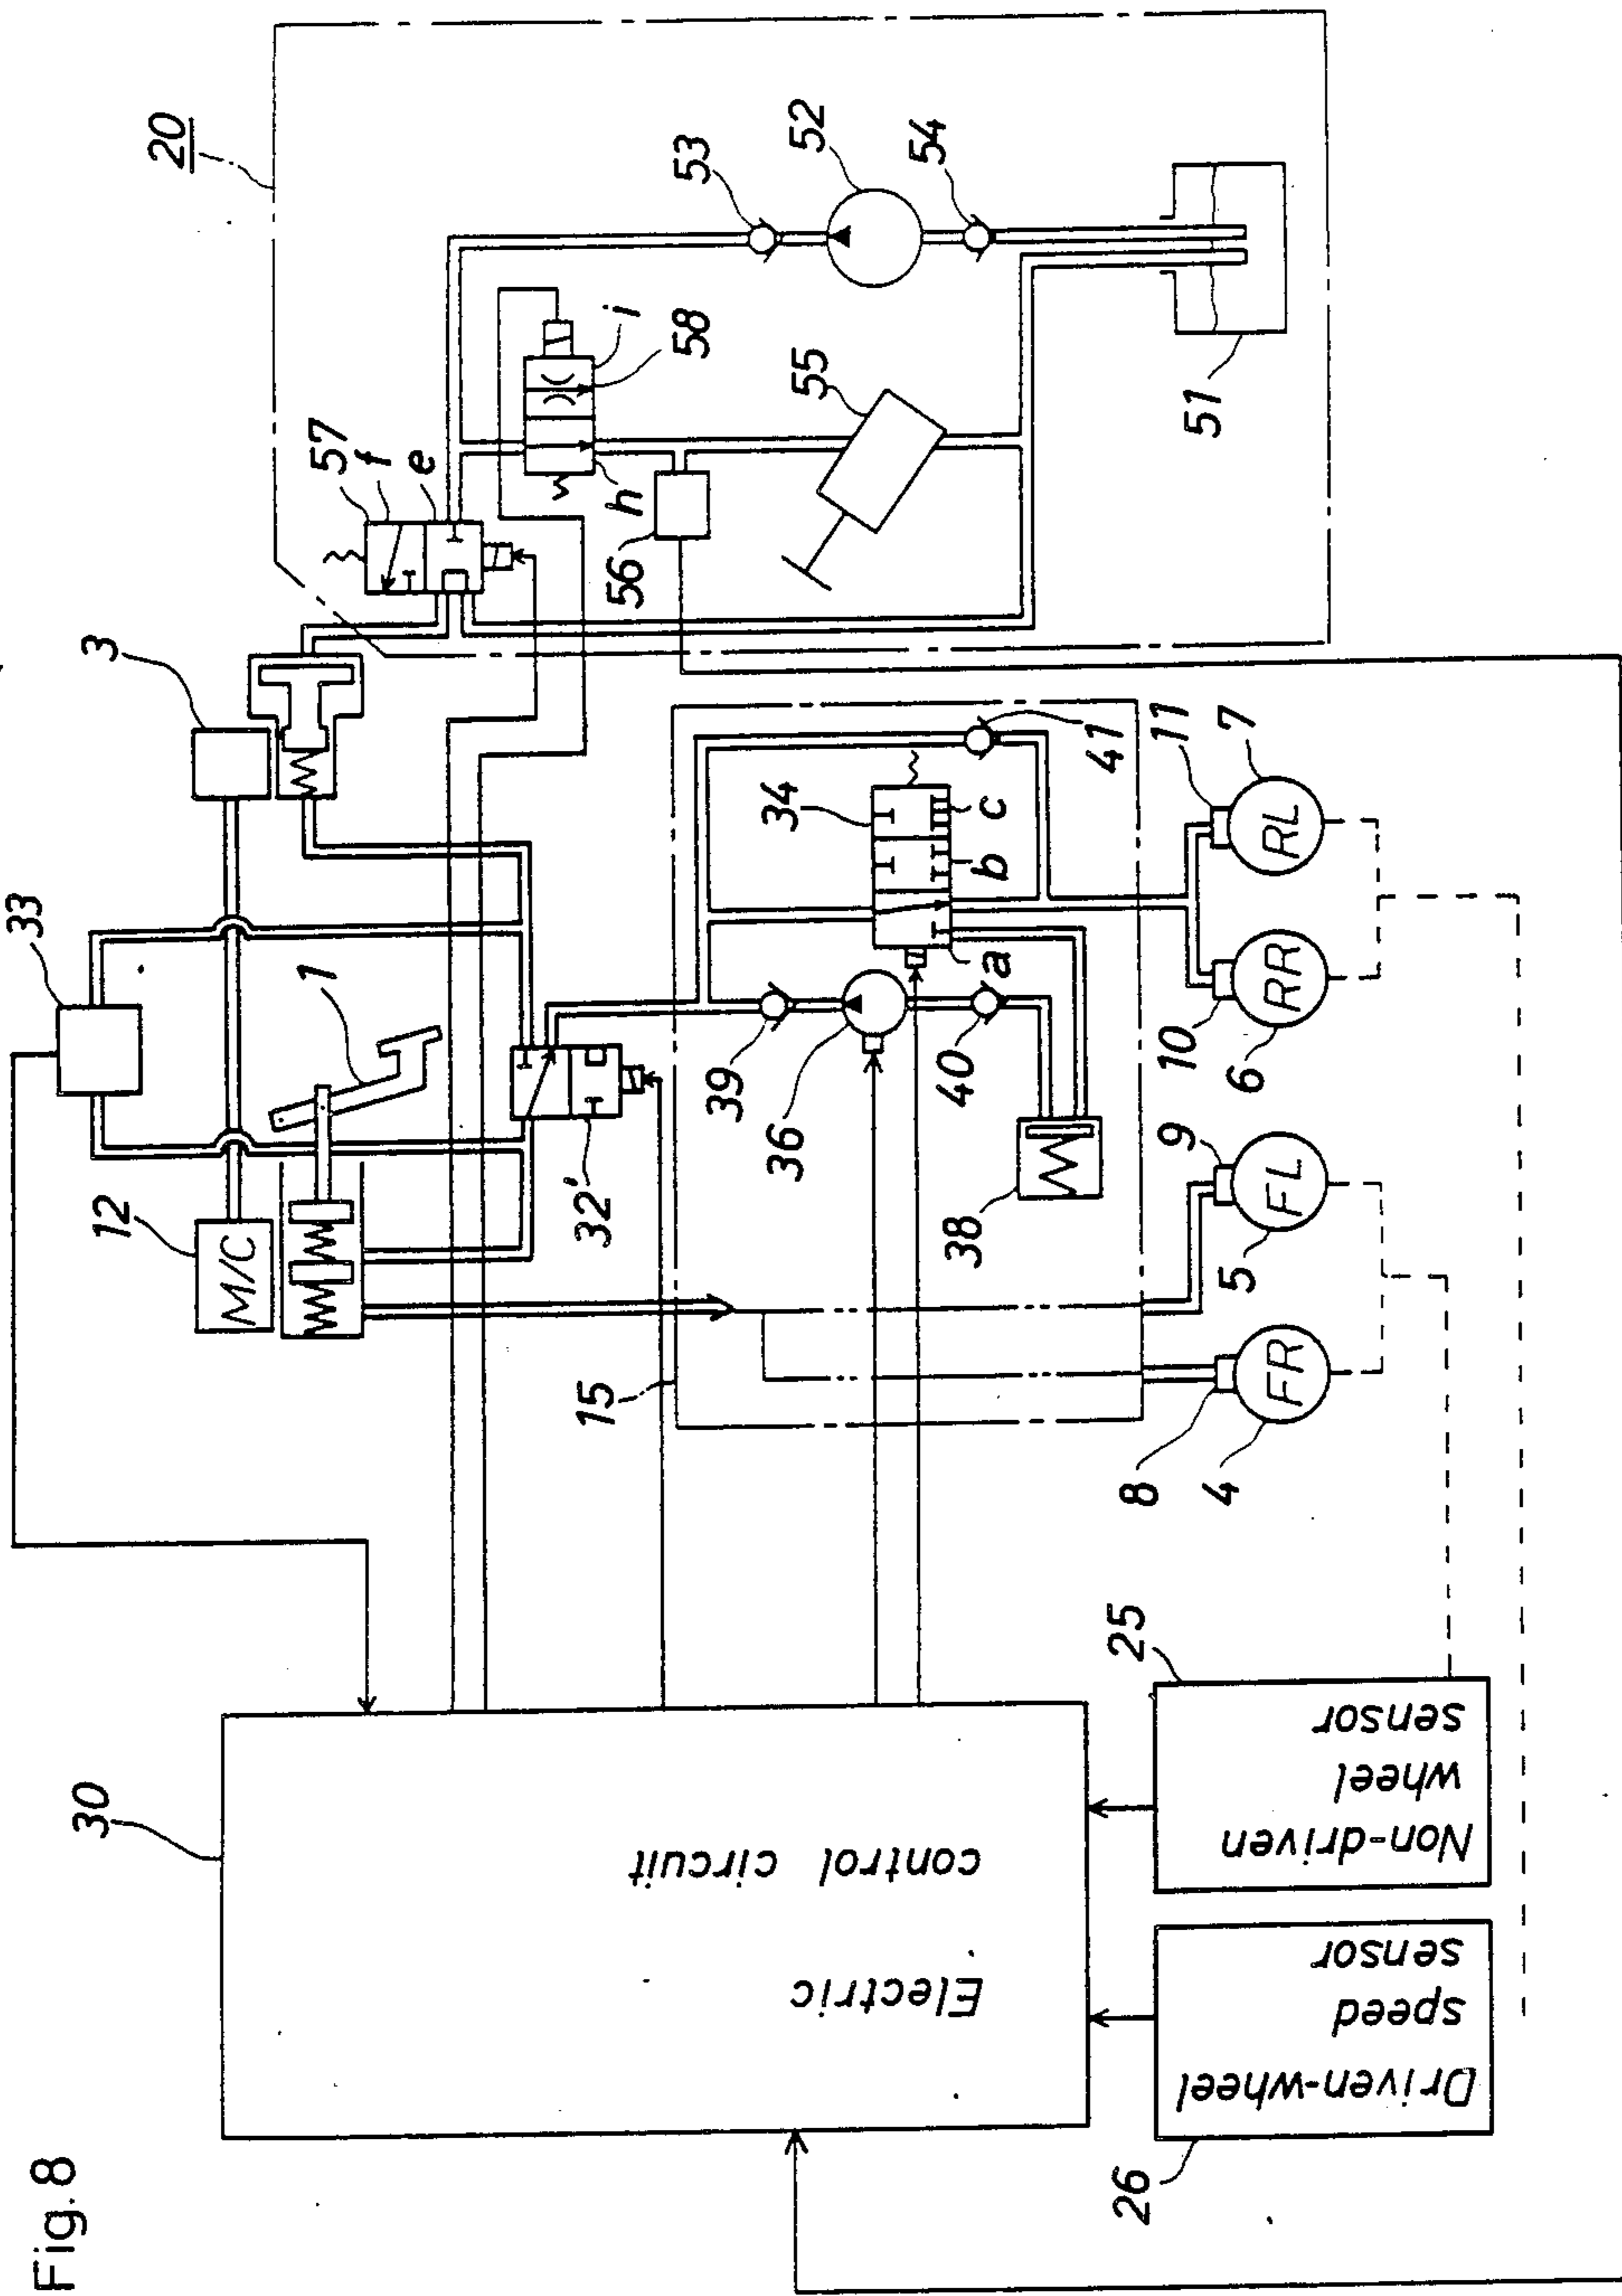 Fig.8
20
53
52
54
57
f
e
i
58
h
56
55
51
3
33
1
12
M/C
32'
39
36
40
38
34
a
b
c
41
15
11
7
RL
10
6
RR
9
5
FL
8
4
FR
30
Electric
control circuit
25
Non-driven
wheel
sensor
26
Driven-wheel
speed
sensor